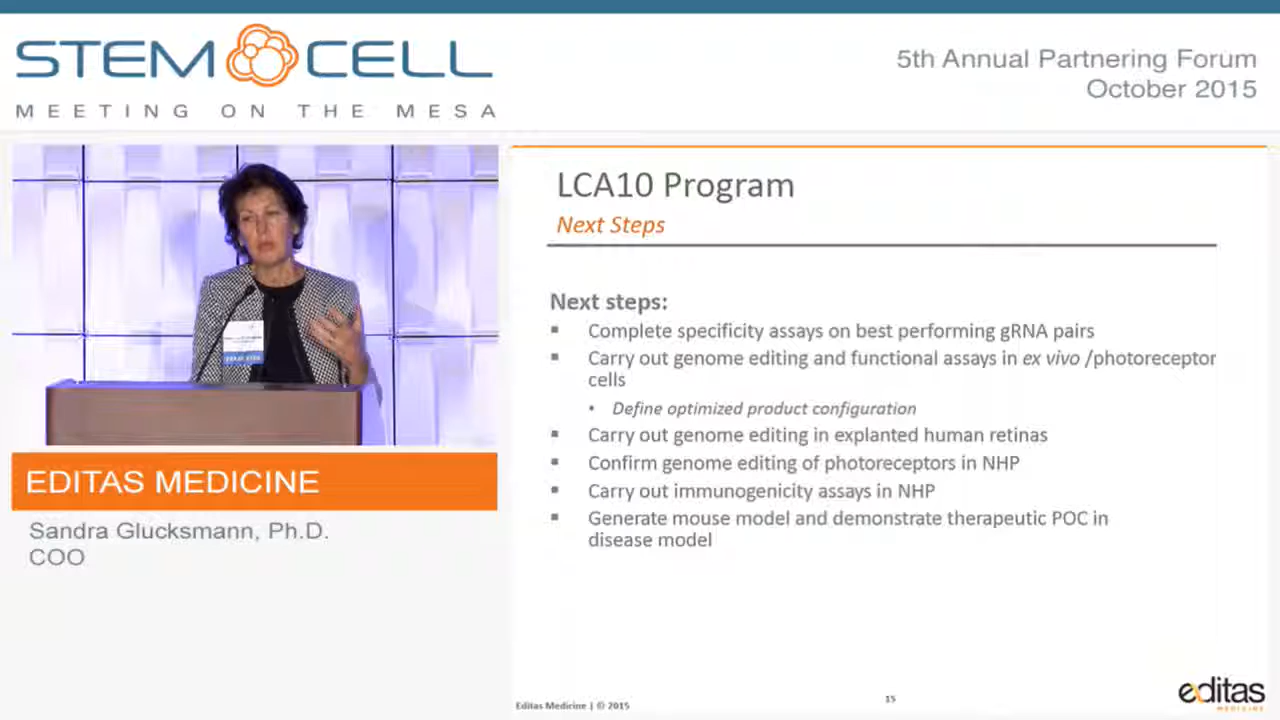 STEM CELL
MEETING ON THE MESA
5th Annual Partnering Forum
October 2015
EDITAS MEDICINE
Sandra Glucksmann, Ph.D.
COO
LCA10 Program
Next Steps
Next steps:
▪ Complete specificity assays on best performing gRNA pairs
▪ Carry out genome editing and functional assays in ex vivo /photoreceptor
cells
• Define optimized product configuration
▪ Carry out genome editing in explanted human retinas
▪ Confirm genome editing of photoreceptors in NHP
▪ Carry out immunogenicity assays in NHP
▪ Generate mouse model and demonstrate therapeutic POC in
disease model
Editas Medicine | © 2015
15
editas
MEDICINE